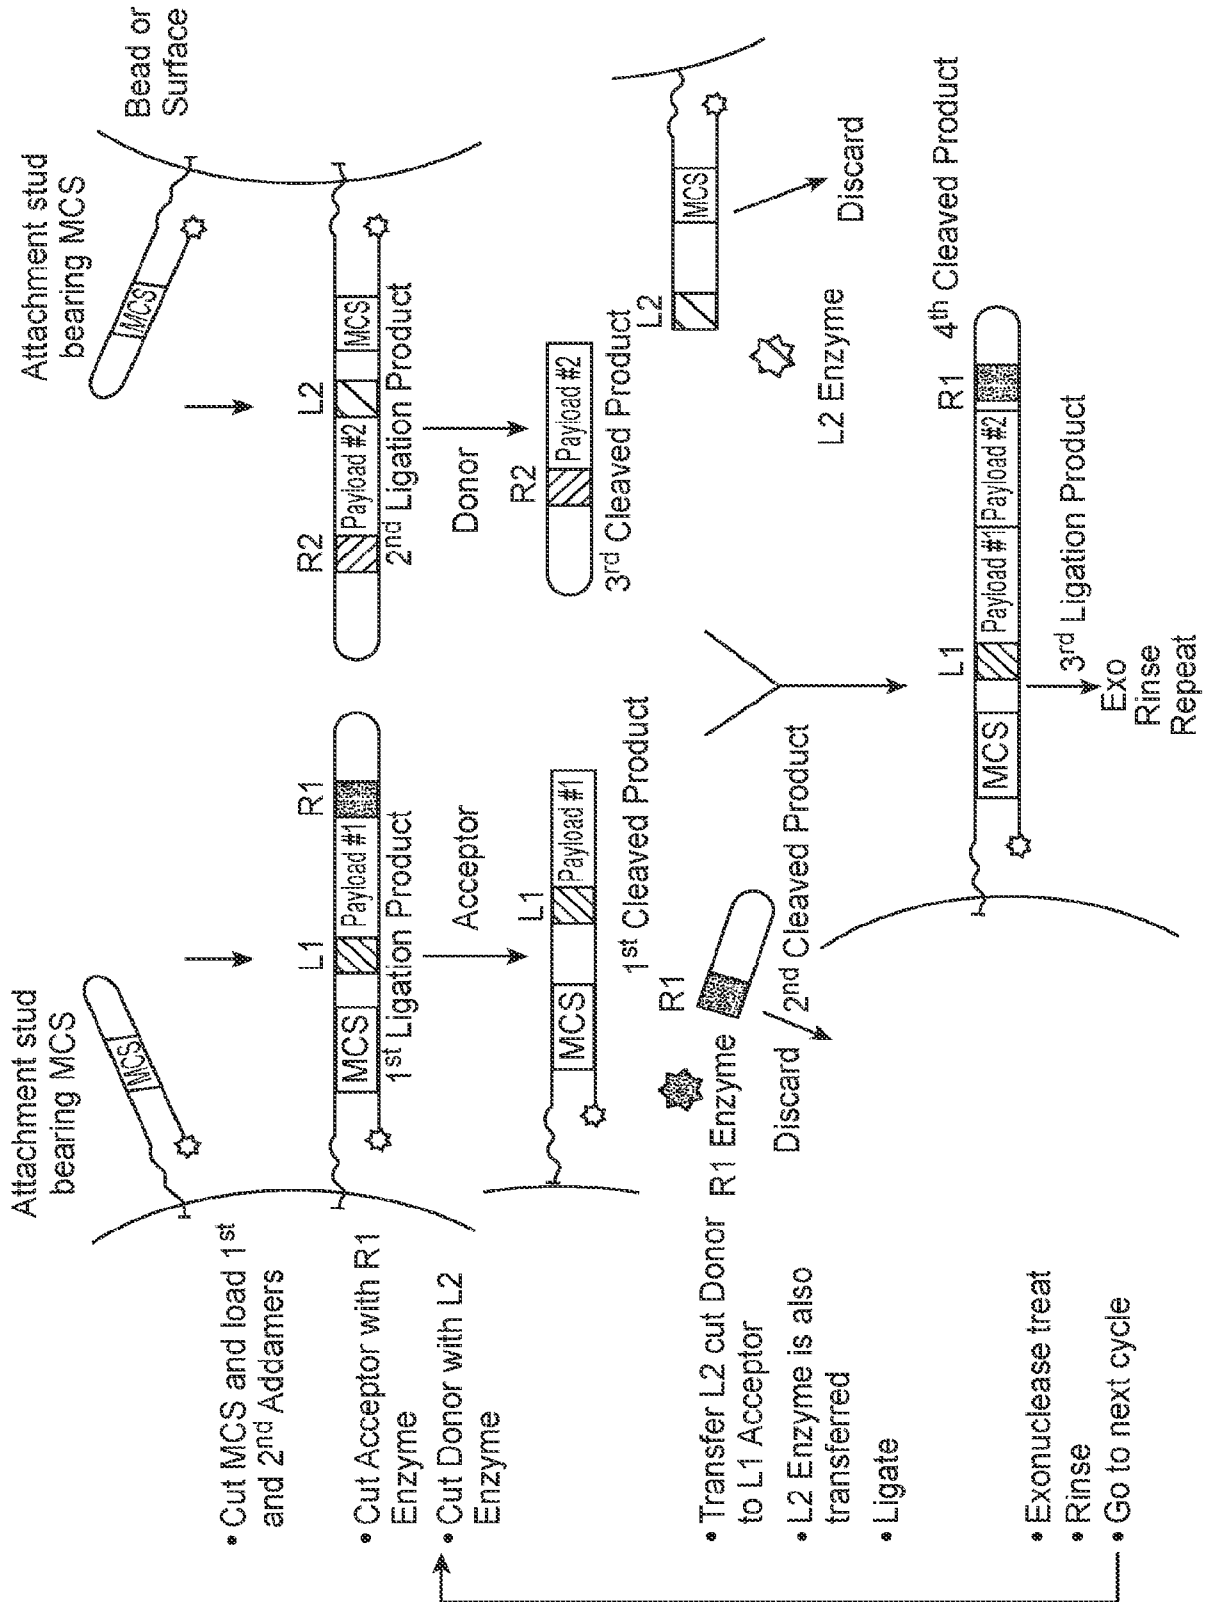 Attachment stud
bearing MCS
MCS
Attachment stud
bearing MCS
MCS
Bead or
Surface
• Cut MCS and load 1st
and 2nd Addamers
L1
R1
MCS
Payload #1
1st Ligation Product
R2
L2
Payload #2
MCS
2nd Ligation Product
• Cut Acceptor with R1
Enzyme
• Cut Donor with L2
Enzyme
Acceptor
Donor
L1
MCS
Payload #1
1st Cleaved Product
R2
Payload #2
3rd Cleaved Product
L2
MCS
L2 Enzyme
Discard
4th Cleaved Product
R1
R1 Enzyme
2nd Cleaved Product
Discard
• Transfer L2 cut Donor
to L1 Acceptor
• L2 Enzyme is also
transferred
• Ligate
L1
R1
MCS
Payload #1
Payload #2
3rd Ligation Product
Exo
Rinse
Repeat
• Exonuclease treat
• Rinse
• Go to next cycle